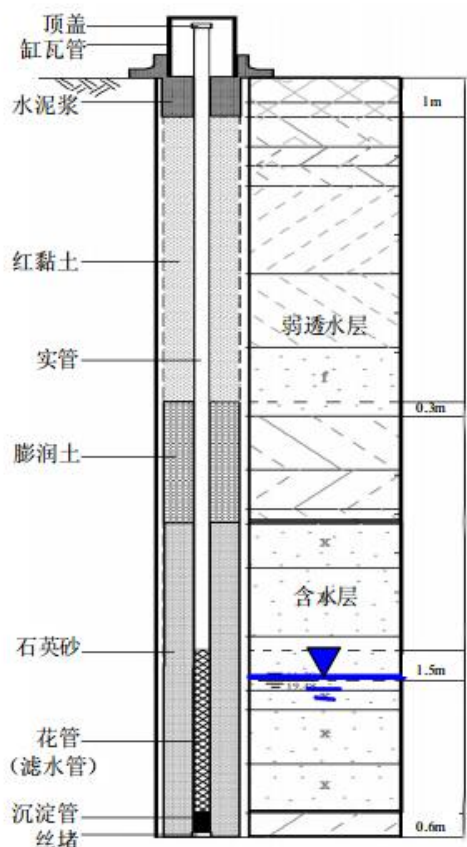 顶盖
缸瓦管
水泥浆
1m
红黏土
弱透水层
实管
f
0.3m
膨润土
x
含水层
石英砂
1.5m
花管
(滤水管)
x
x
沉淀管
丝堵
0.6m